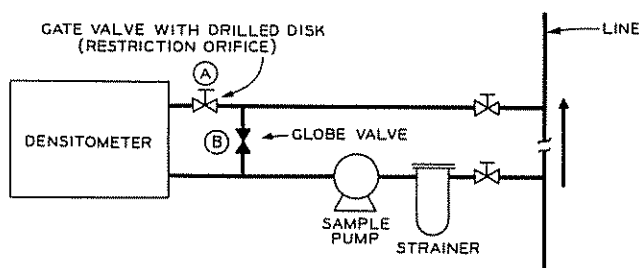 GATE VALVE WITH DRILLED DISK
(RESTRICTION ORIFICE)
LINE
A
DENSITOMETER
B
GLOBE VALVE
SAMPLE
PUMP
STRAINER